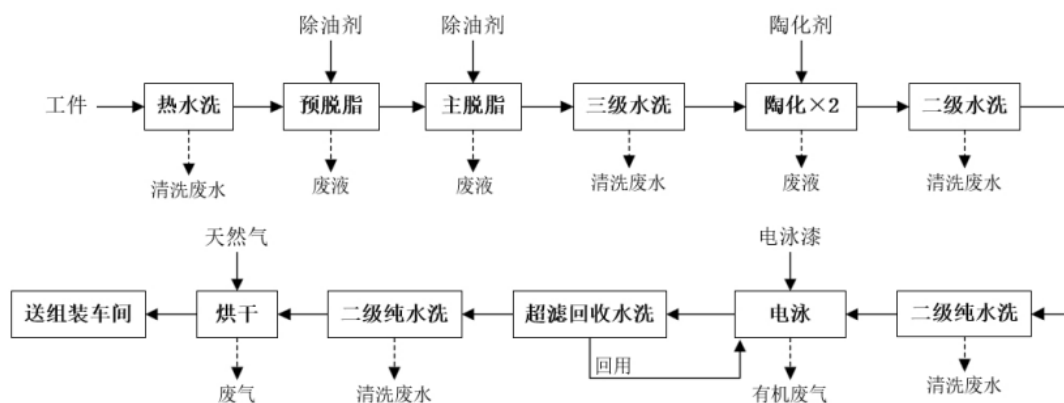 除油剂 除油剂 陶化剂
工件 热水洗 预脱脂 主脱脂 三级水洗 陶化×2 二级水洗
清洗废水 废液 废液 清洗废水 废液 清洗废水
天然气 电泳漆
送组装车间 烘干 二级纯水洗 超滤回收水洗 电泳 二级纯水洗
回用
废气 清洗废水 有机废气 清洗废水